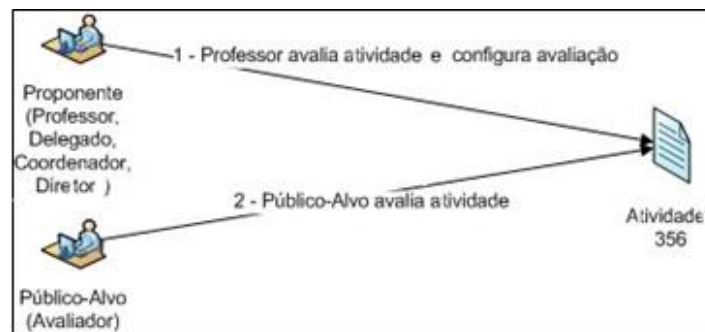 1 - Professor avalia atividade e configura avaliação
Proponente
(Professor,
Delegado,
Coordenador,
Diretor )
2 - Público-Alvo avalia atividade
Atividade
356
Público-Alvo
(Avaliador)